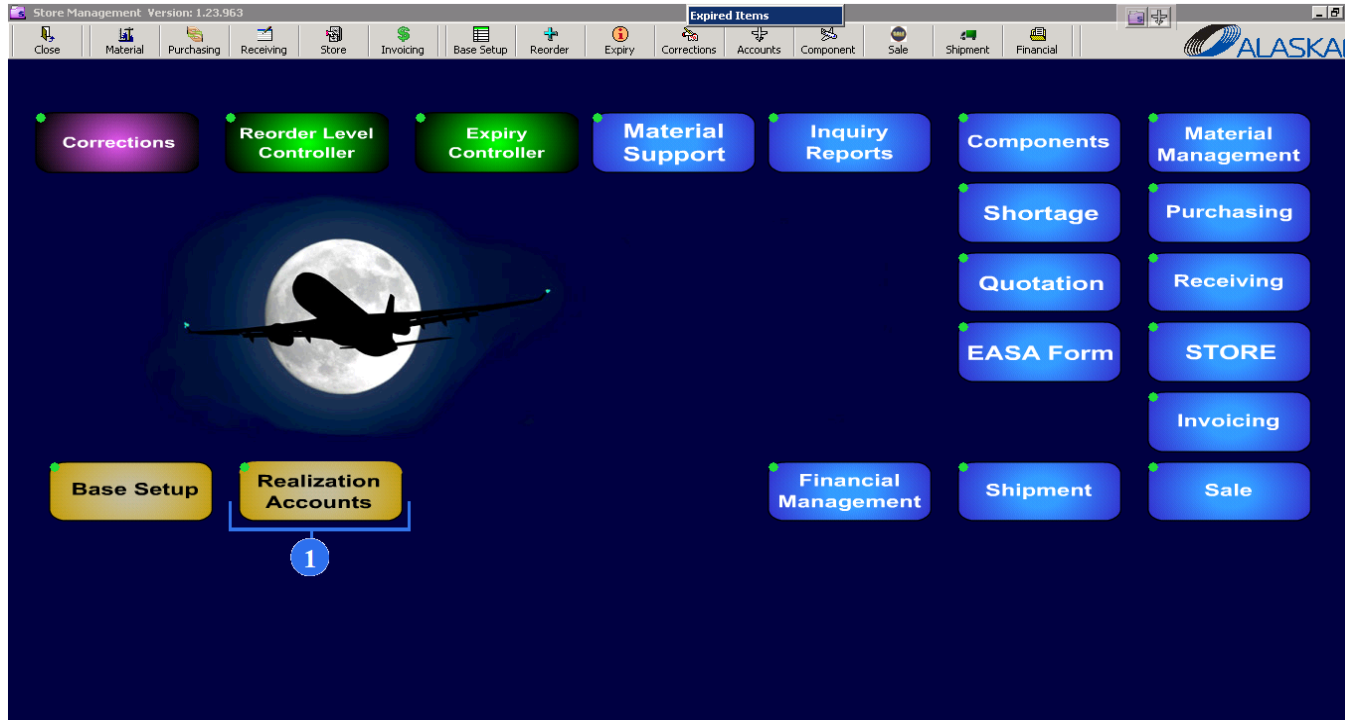 Store Management Version: 1.23.963
Expired Items
Close Material Purchasing Receiving Store Invoicing Base Setup Reorder Expiry Corrections Accounts Component Sale Shipment Financial
Corrections
Reorder Level
Controller
Expiry
Controller
Material
Support
Inquiry
Reports
Components
Material
Management
Shortage
Purchasing
Quotation
Receiving
EASA Form
STORE
Invoicing
Base Setup
Realization
Accounts
Financial
Management
Shipment
Sale
1